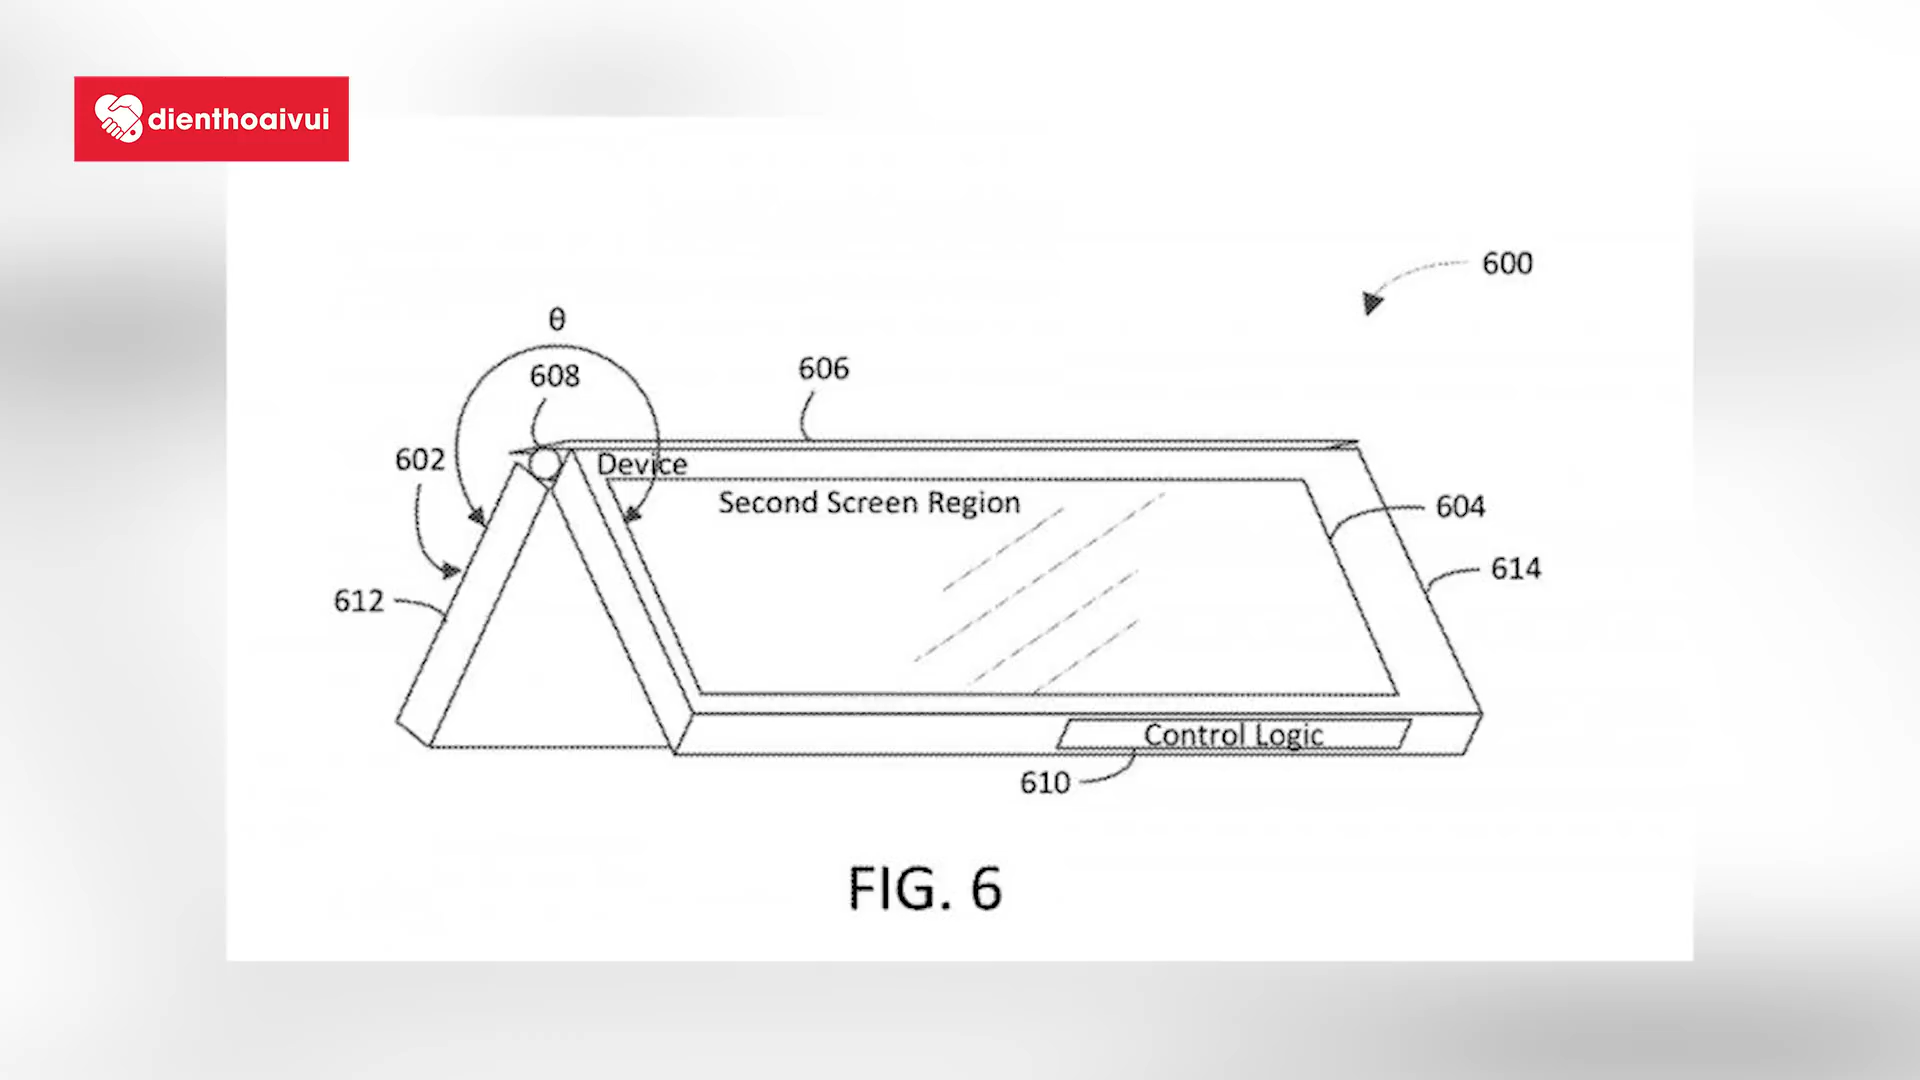 dienthoaivui
600
θ
606
608
602
Device
Second Screen Region
604
614
612
Control Logic
610
FIG. 6